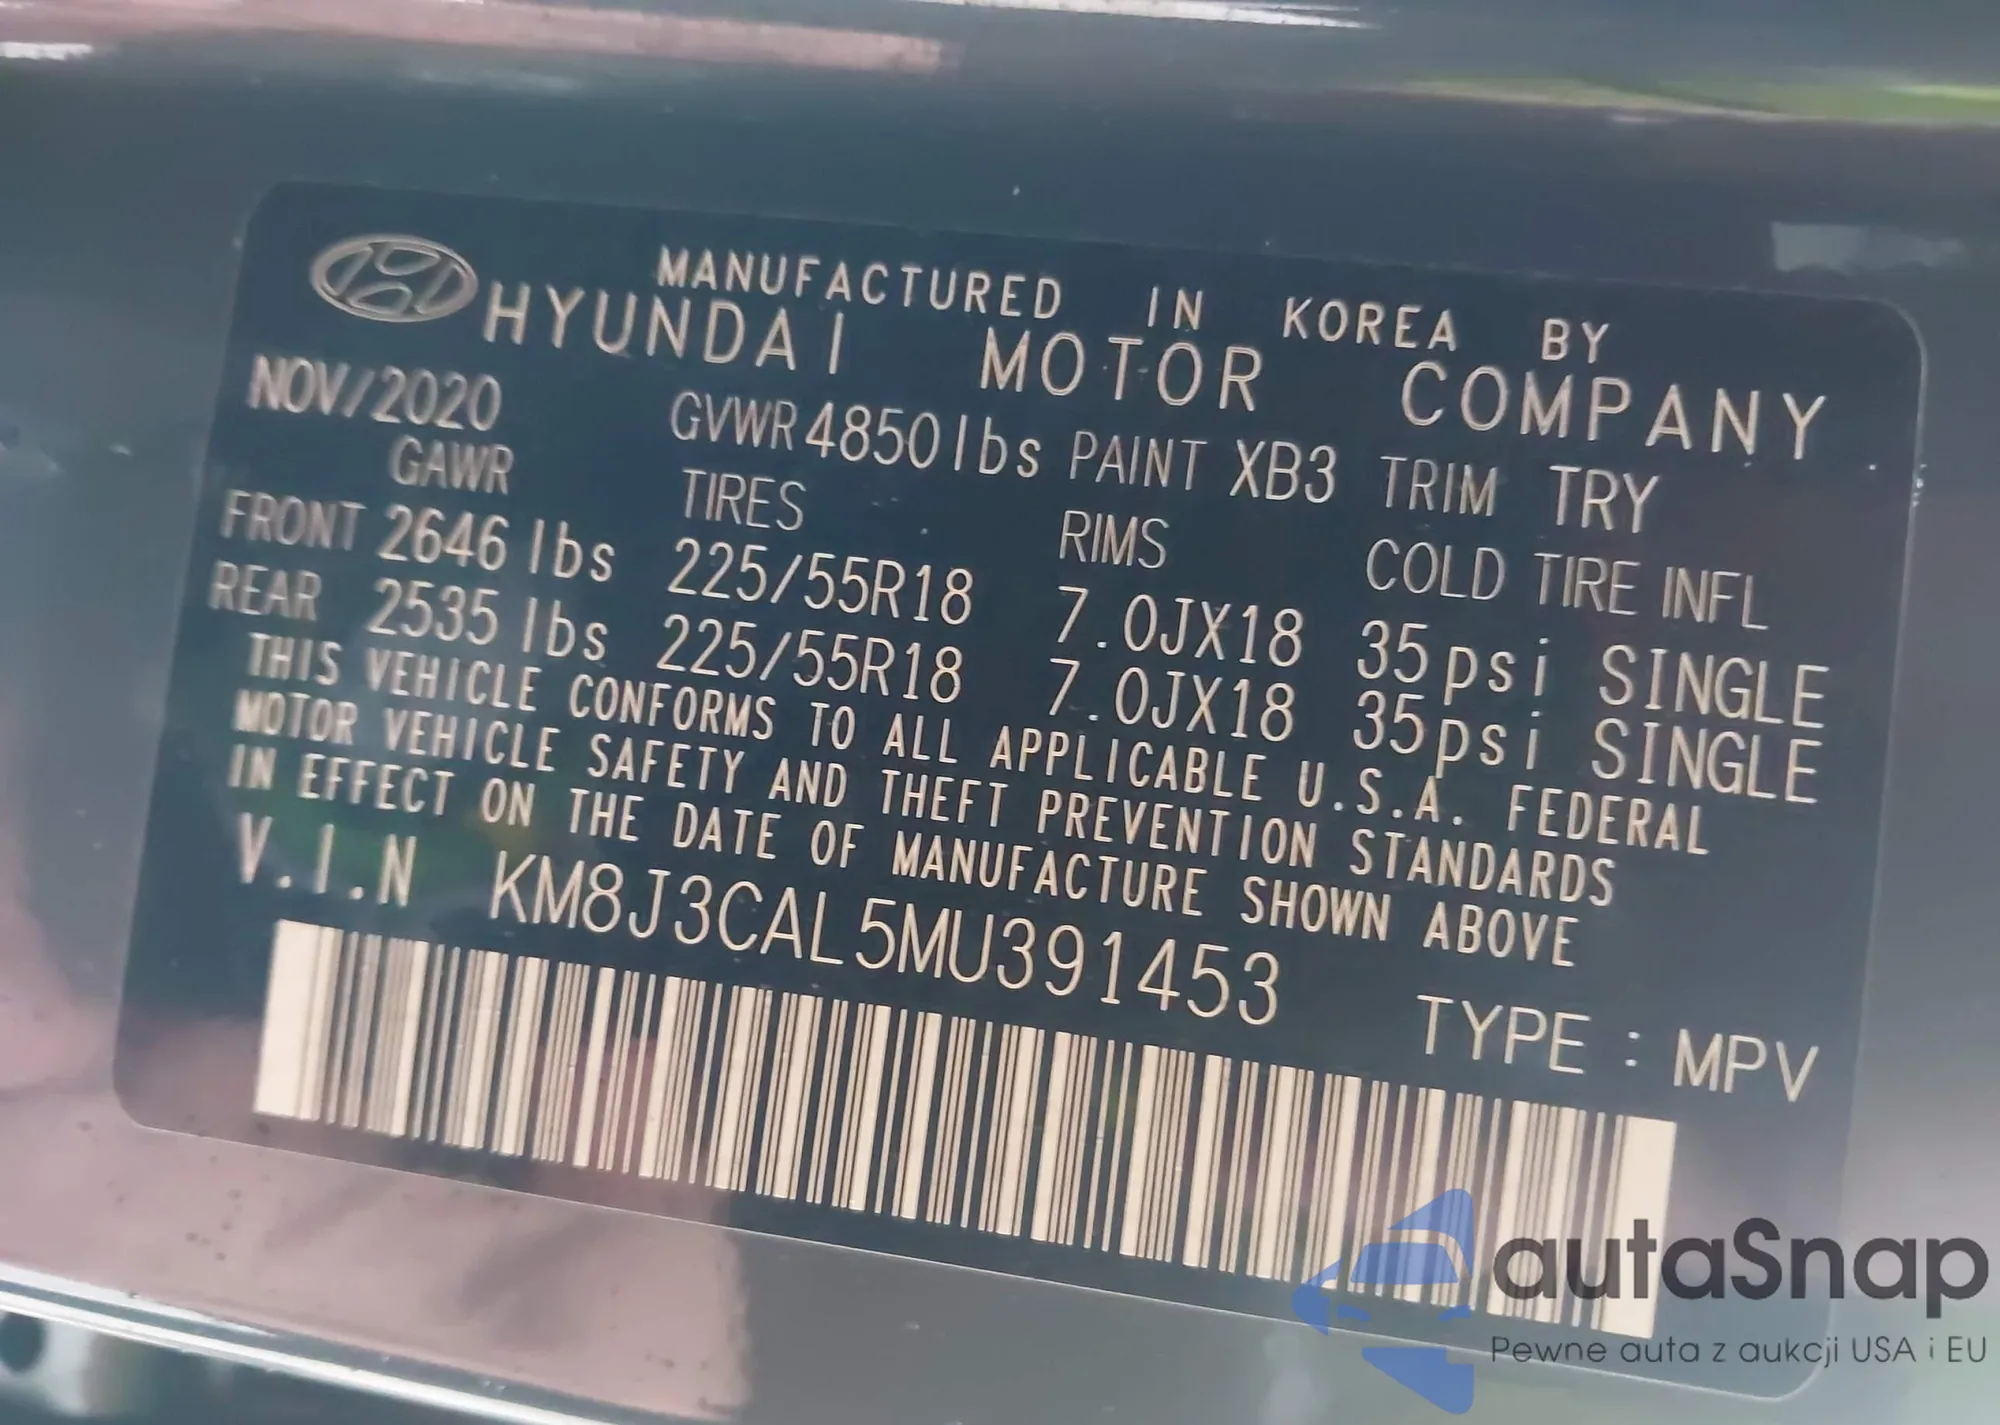 MANUFACTURED IN KOREA BY
HYUNDAI MOTOR COMPANY
NOV/2020 GVWR 4850lbs PAINT XB3 TRIM TRY
GAWR TIRES RIMS COLD TIRE INFL
FRONT 2646 lbs 225/55R18 7.0JX18 35psi SINGLE
REAR 2535 lbs 225/55R18 7.0JX18 35psi SINGLE
THIS VEHICLE CONFORMS TO ALL APPLICABLE U.S.A. FEDERAL
MOTOR VEHICLE SAFETY AND THEFT PREVENTION STANDARDS
IN EFFECT ON THE DATE OF MANUFACTURE SHOWN ABOVE
V.I.N KM8J3CAL5MU391453
TYPE : MPV
autaSnap
Pewne auta z aukcji USA i EU